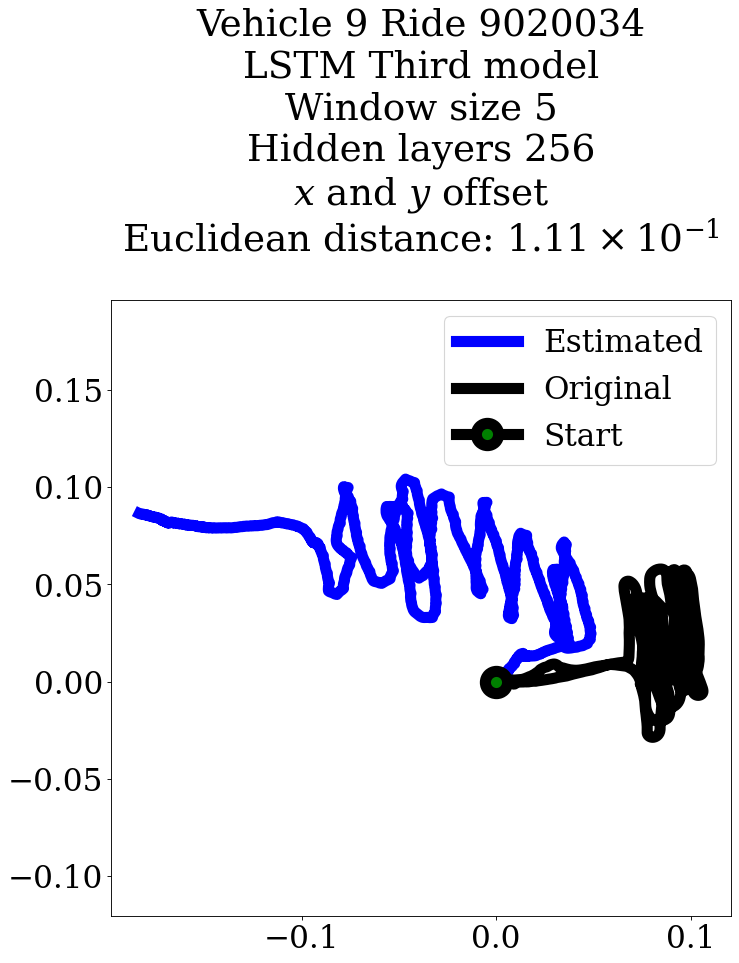 Vehicle 9 Ride 9020034
LSTM Third model
Window size 5
Hidden layers 256
x and y offset
Euclidean distance: 1.11 × 10⁻¹
Estimated
Original
Start
0.15
0.10
0.05
0.00
−0.05
−0.10
−0.1 0.0 0.1